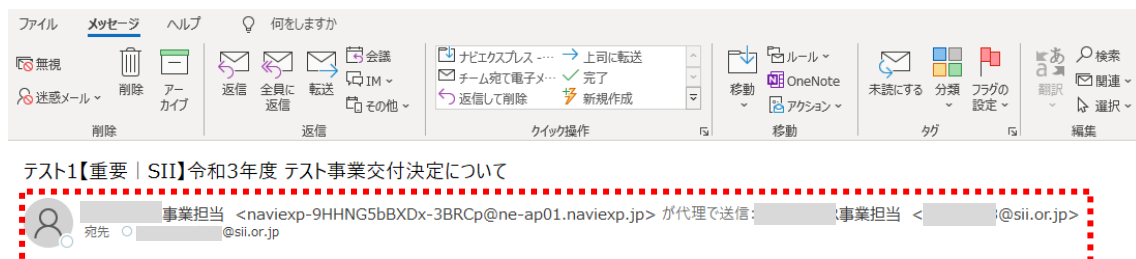 ファイル メッセージ ヘルプ 何をしますか
無視
迷惑メール
削除
アー
カイブ
削除
返信
全員に
返信
転送
会議
IM
その他
返信
ナビエクスプレス -… 上司に転送
チーム宛て電子メ… 完了
返信して削除 新規作成
クイック操作
移動
ルール
OneNote
アクション
移動
未読にする
分類
フラグの
設定
タグ
翻訳
検索
関連
選択
編集
テスト1【重要｜SII】令和3年度 テスト事業交付決定について
事業担当 <naviexp-9HHNG5bBXDx-3BRCp@ne-ap01.naviexp.jp> が代理で送信: 事業担当 < @sii.or.jp>
宛先 @sii.or.jp